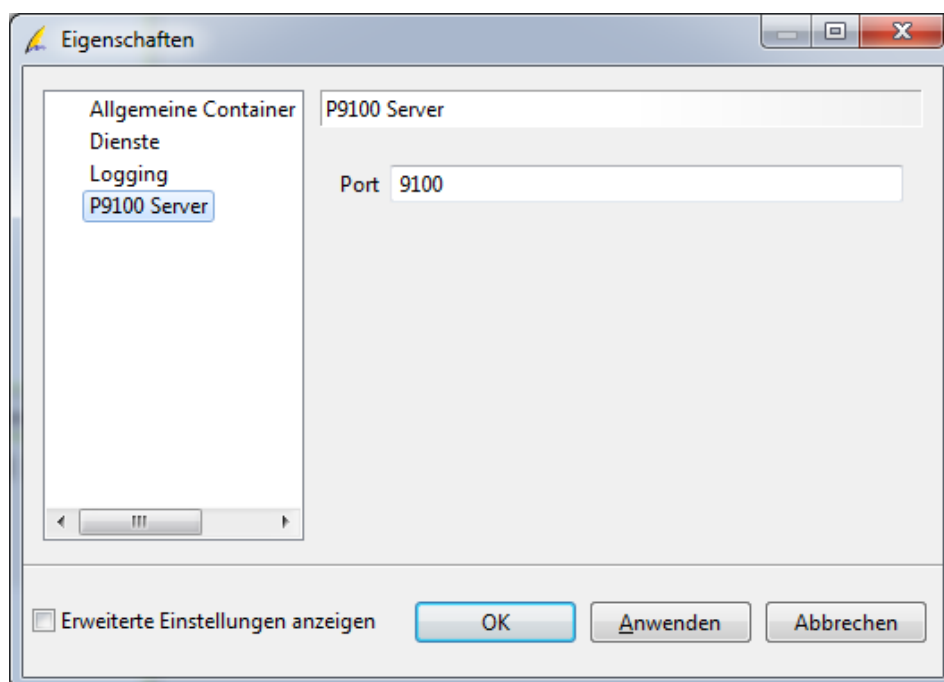 Eigenschaften
Allgemeine Container
Dienste
Logging
P9100 Server
P9100 Server
Port 9100
Erweiterte Einstellungen anzeigen
OK
Anwenden
Abbrechen